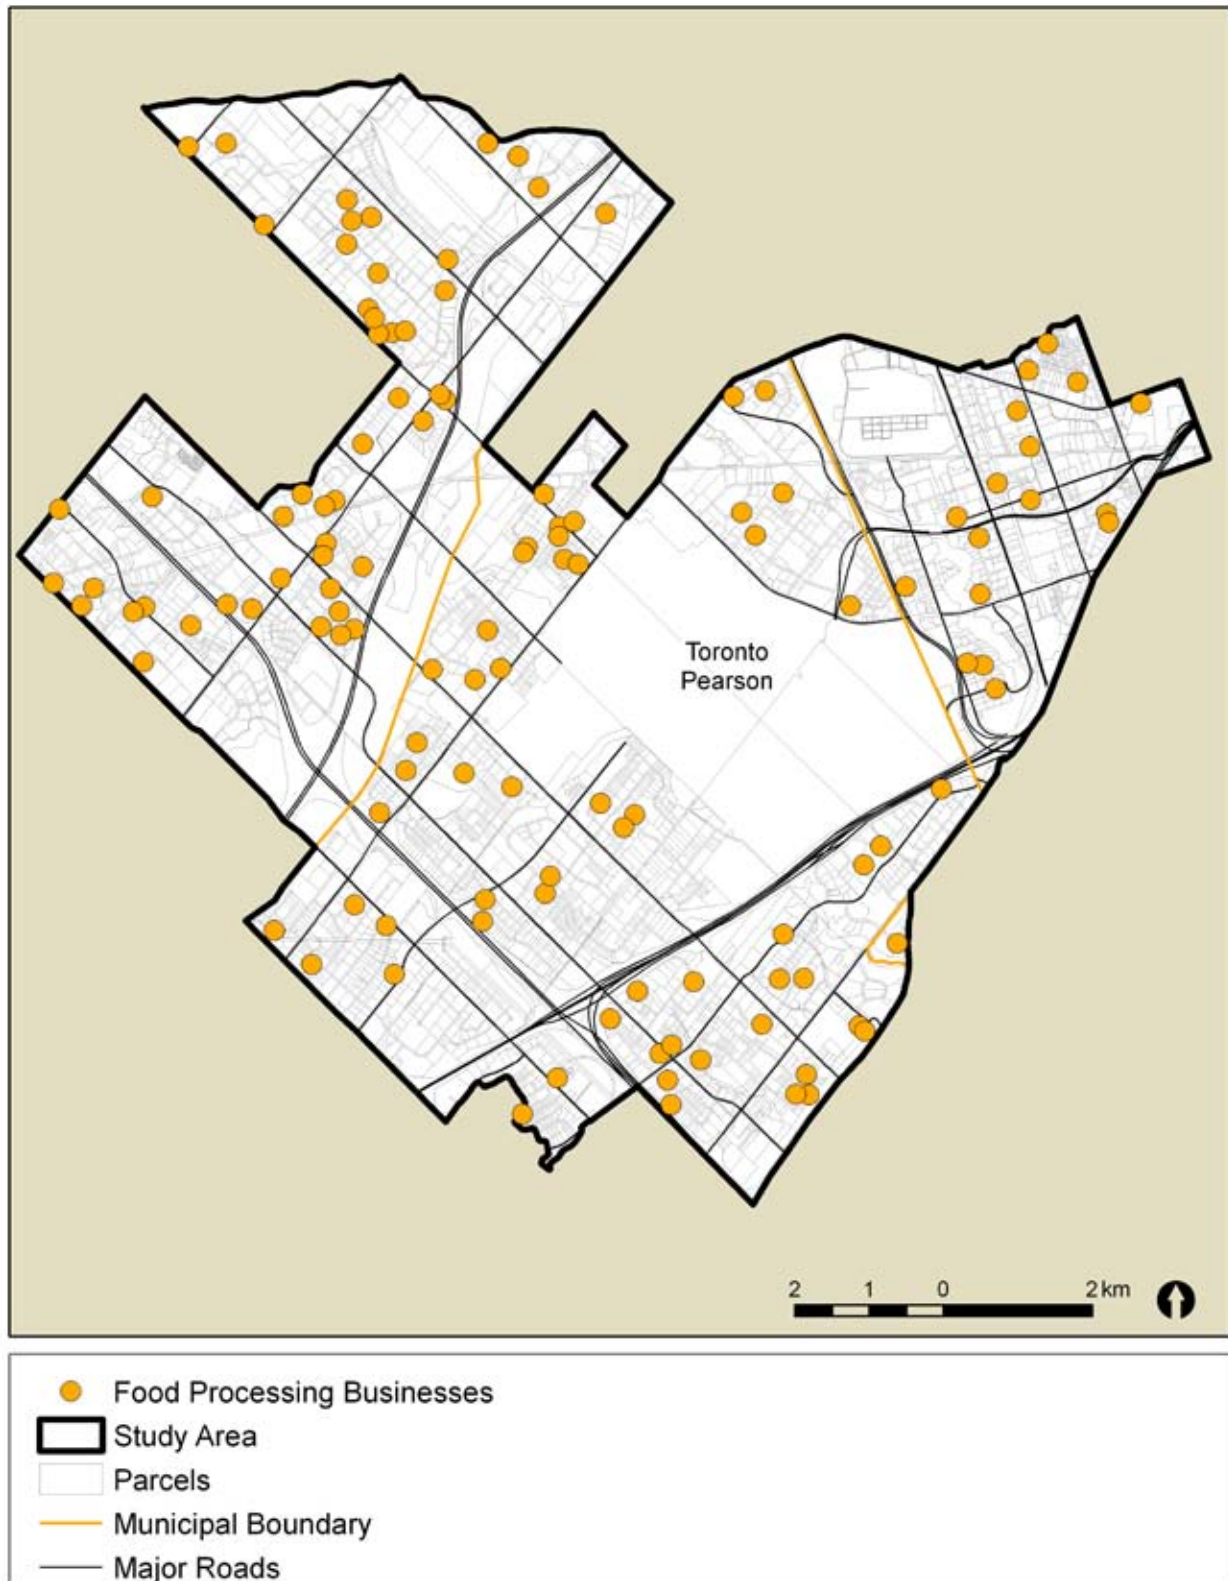 Toronto
Pearson
2 1 0 2 km
Food Processing Businesses
Study Area
Parcels
Municipal Boundary
Major Roads